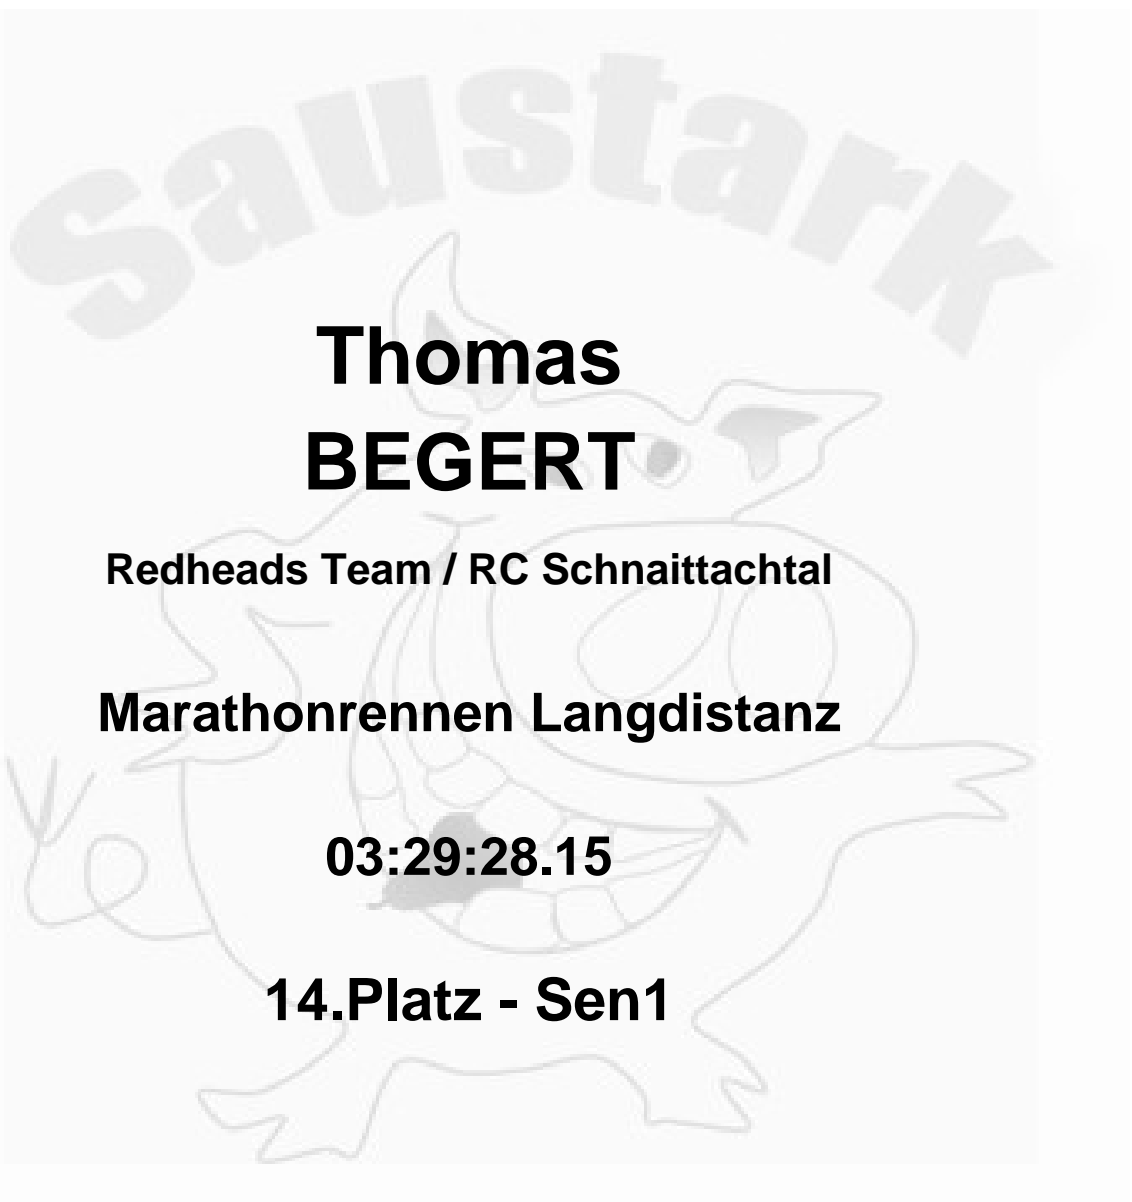 Saustark
Thomas
BEGERT
Redheads Team / RC Schnaittachtal
Marathonrennen Langdistanz
03:29:28.15
14.Platz - Sen1